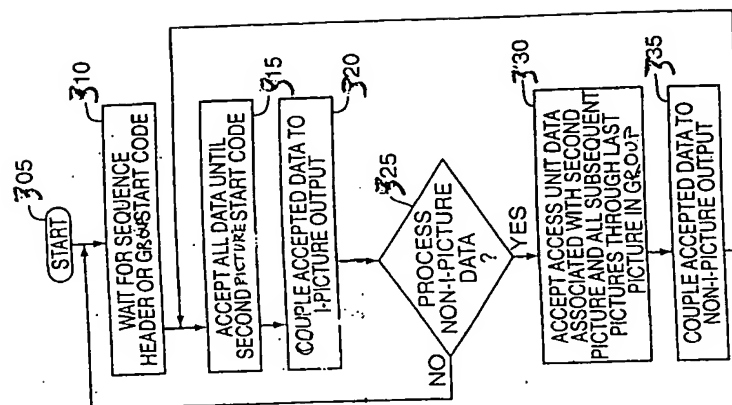 305
START
310
WAIT FOR SEQUENCE
HEADER OR GROUP START CODE
315
ACCEPT ALL DATA UNTIL
SECOND PICTURE START CODE
320
COUPLE ACCEPTED DATA TO
I-PICTURE OUTPUT
325
PROCESS
NON-I-PICTURE
DATA
?
NO
YES
330
ACCEPT ACCESS UNIT DATA
ASSOCIATED WITH SECOND
PICTURE AND ALL SUBSEQUENT
PICTURES THROUGH LAST
PICTURE IN GROUP
335
COUPLE ACCEPTED DATA TO
NON-I-PICTURE OUTPUT